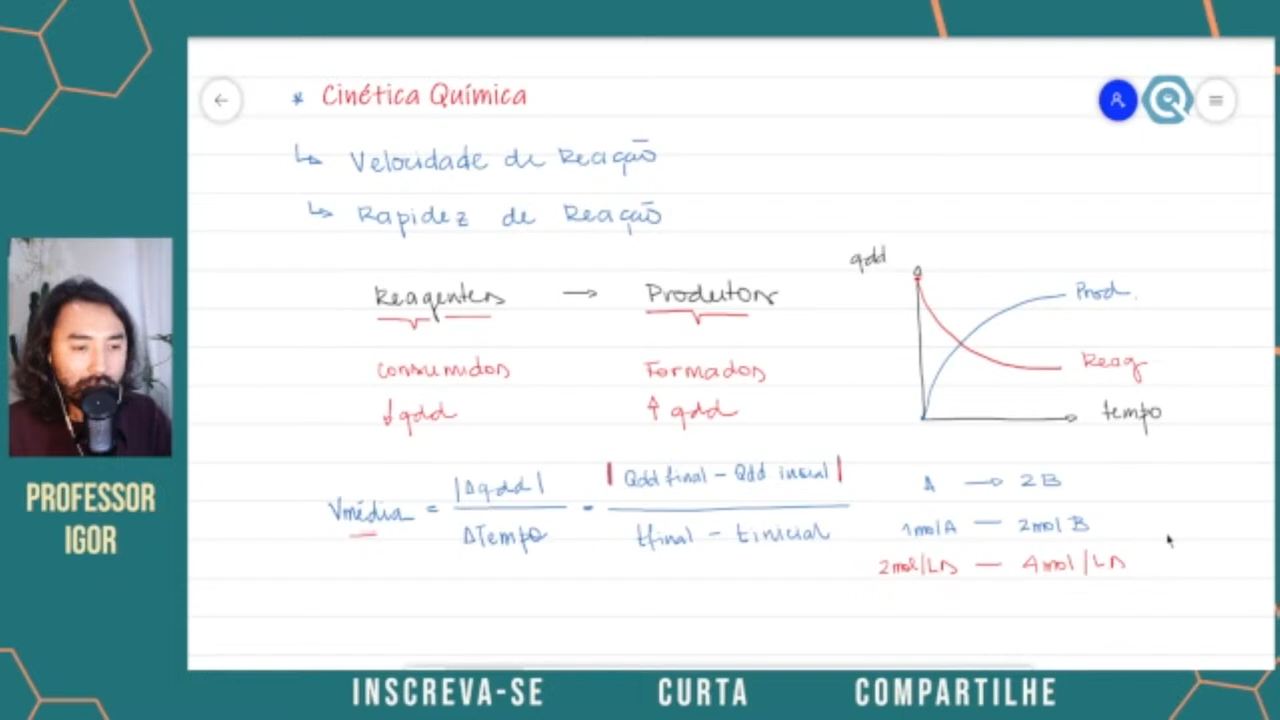 * Cinética Química
↳ Velocidade de Reação
↳ Rapidez de Reação
Reagentes → Produtos
Consumidos Formados
↓qdd ↑ qdd
qdd
Prod.
Reag
tempo
Vmédia = |Δqdd| / ΔTempo = | Qdd final - Qdd inicial | / tfinal - tinicial
A → 2B
1mol A — 2mol B
2mol/LΔ — 4mol/LΔ
PROFESSOR
IGOR
INSCREVA-SE CURTA COMPARTILHE